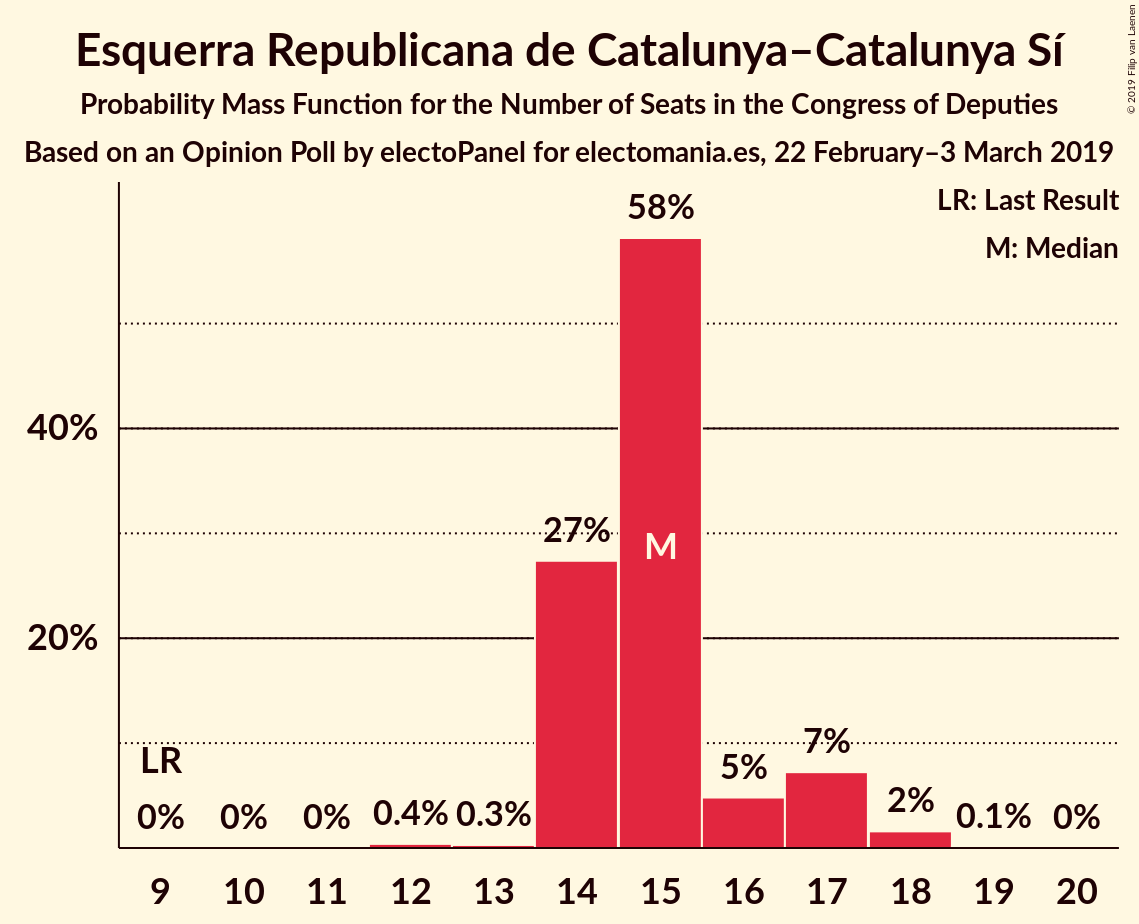 Esquerra Republicana de Catalunya–Catalunya Sí
Probability Mass Function for the Number of Seats in the Congress of Deputies
Based on an Opinion Poll by electoPanel for electomania.es, 22 February–3 March 2019
© 2019 Filip van Laenen
LR: Last Result
M: Median
58%
40%
27%
M
20%
LR
7%
5%
2%
0% 0% 0% 0.4% 0.3% 0.1% 0%
9 10 11 12 13 14 15 16 17 18 19 20